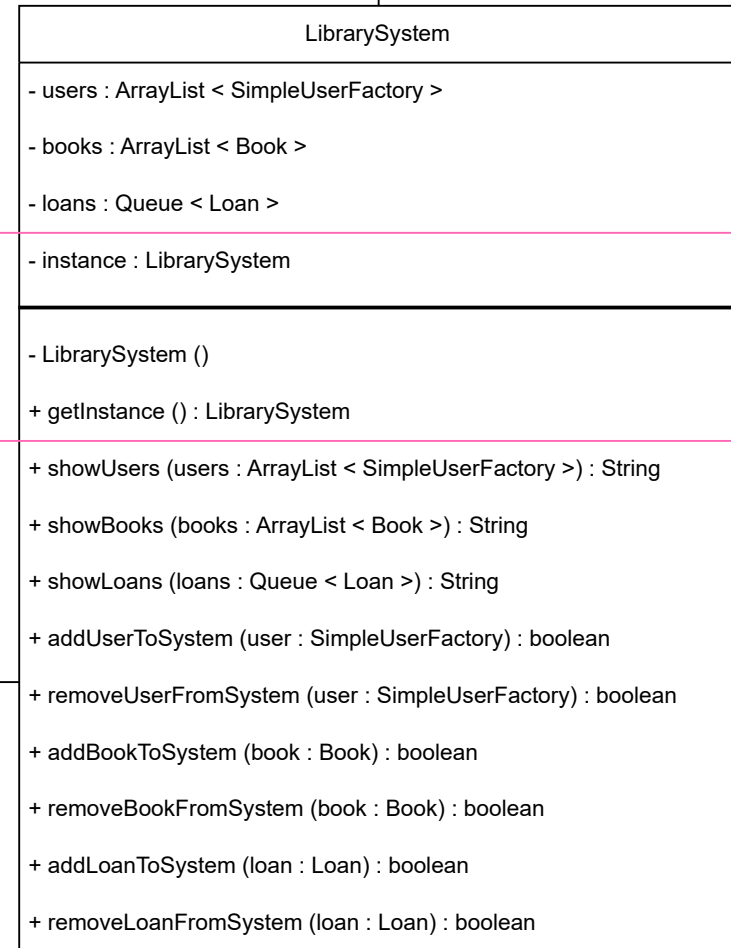 LibrarySystem
- users : ArrayList < SimpleUserFactory >
- books : ArrayList < Book >
- loans : Queue < Loan >
- instance : LibrarySystem
- LibrarySystem ()
+ getInstance () : LibrarySystem
+ showUsers (users : ArrayList < SimpleUserFactory >) : String
+ showBooks (books : ArrayList < Book >) : String
+ showLoans (loans : Queue < Loan >) : String
+ addUserToSystem (user : SimpleUserFactory) : boolean
+ removeUserFromSystem (user : SimpleUserFactory) : boolean
+ addBookToSystem (book : Book) : boolean
+ removeBookFromSystem (book : Book) : boolean
+ addLoanToSystem (loan : Loan) : boolean
+ removeLoanFromSystem (loan : Loan) : boolean